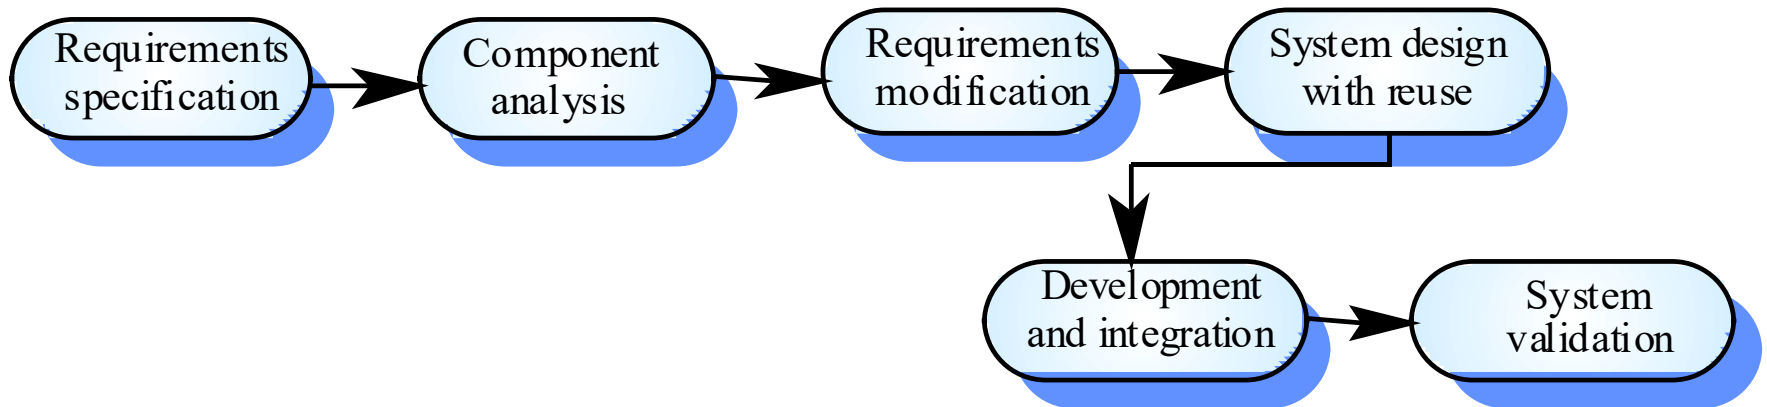 Requirements
specification
Component
analysis
Requirements
modification
System design
with reuse
Development
and integration
System
validation